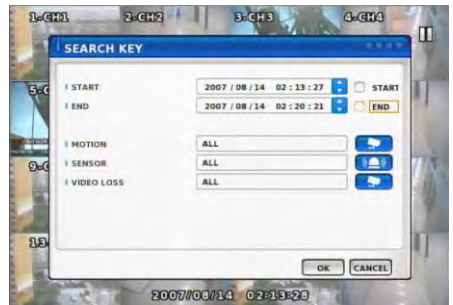 1.CH1 2.CH2 3.CH3 4.CH4
SEARCH KEY
START 2007 / 08 / 14 02 : 13 : 27 START
END 2007 / 08 / 14 02 : 20 : 21 END
MOTION ALL
SENSOR ALL
VIDEO LOSS ALL
OK CANCEL
2007/08/14 02:13:28